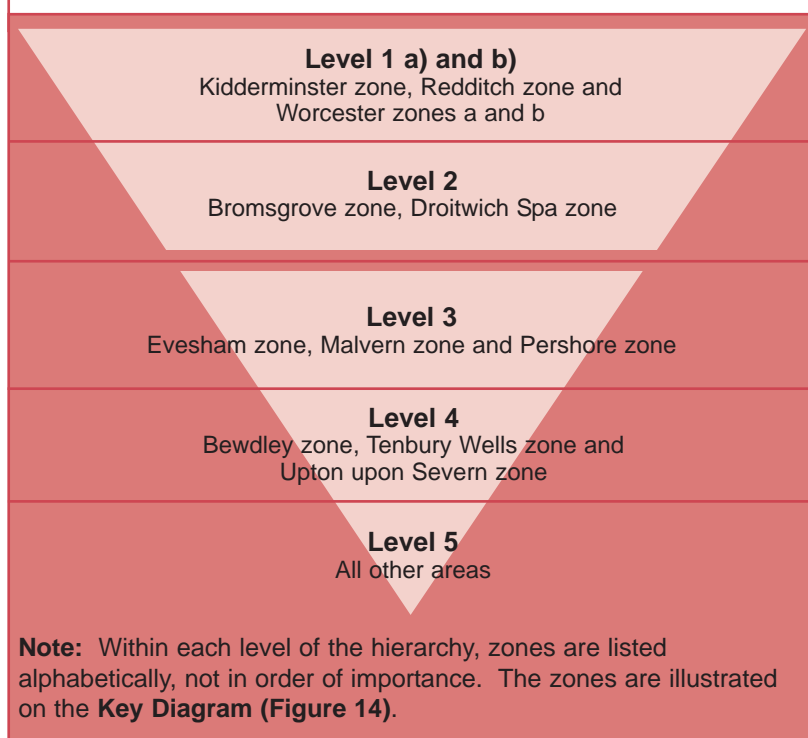 Level 1 a) and b)
Kidderminster zone, Redditch zone and
Worcester zones a and b
Level 2
Bromsgrove zone, Droitwich Spa zone
Level 3
Evesham zone, Malvern zone and Pershore zone
Level 4
Bewdley zone, Tenbury Wells zone and
Upton upon Severn zone
Level 5
All other areas
Note: Within each level of the hierarchy, zones are listed
alphabetically, not in order of importance. The zones are illustrated
on the Key Diagram (Figure 14).